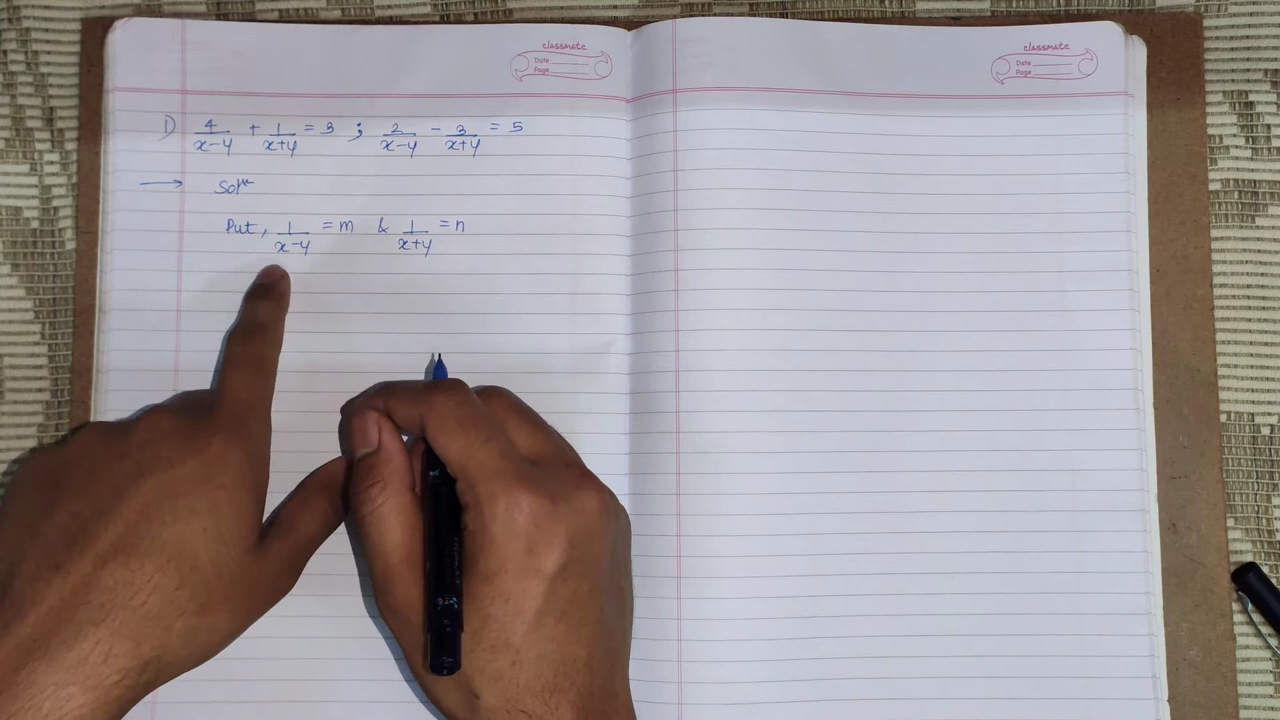 classmate
Date
Page
classmate
Date
Page
1) 4/(x-y) + 1/(x+y) = 3 ; 2/(x-y) - 3/(x+y) = 5
→ Solⁿ
Put, 1/(x-y) = m & 1/(x+y) = n